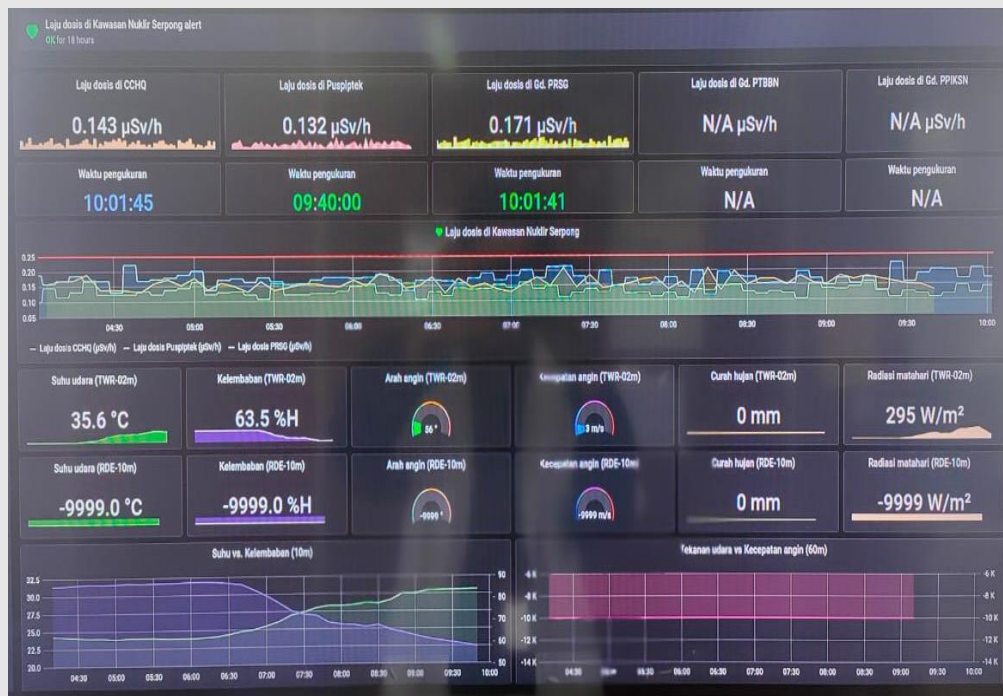 Laju dosis di Kawasan Nuklir Serpong alert
OK for 18 hours
Laju dosis di CCHQ
0.143 µSv/h
Laju dosis di Puspiptek
0.132 µSv/h
Laju dosis di Gd. PRSG
0.171 µSv/h
Laju dosis di Gd. PTBBN
N/A µSv/h
Laju dosis di Gd. PPIKSN
N/A µSv/h
Waktu pengukuran
10:01:45
Waktu pengukuran
09:40:00
Waktu pengukuran
10:01:41
Waktu pengukuran
N/A
Waktu pengukuran
N/A
Laju dosis di Kawasan Nuklir Serpong
0.25
0.20
0.15
0.10
0.05
04:30 05:00 05:30 06:00 06:30 07:00 07:30 08:00 08:30 09:00 09:30 10:00
Laju dosis CCHQ (µSv/h) Laju dosis Puspiptek (µSv/h) Laju dosis PRSG (µSv/h)
Suhu udara (TWR-02m)
35.6 °C
Kelembaban (TWR-02m)
63.5 %H
Arah angin (TWR-02m)
56 °
Kecepatan angin (TWR-02m)
3 m/s
Curah hujan (TWR-02m)
0 mm
Radiasi matahari (TWR-02m)
295 W/m²
Suhu udara (RDE-10m)
-9999.0 °C
Kelembaban (RDE-10m)
-9999.0 %H
Arah angin (RDE-10m)
-9999 °
Kecepatan angin (RDE-10m)
-9999 m/s
Curah hujan (RDE-10m)
0 mm
Radiasi matahari (RDE-10m)
-9999 W/m²
Suhu vs. Kelembaban (10m)
32.5
30.0
27.5
25.0
22.5
20.0
90
80
70
60
50
04:30 05:00 05:30 06:00 06:30 07:00 07:30 08:00 08:30 09:00 09:30 10:00
Tekanan udara vs Kecepatan angin (60m)
-6 K
-8 K
-10 K
-12 K
-14 K
-6 K
-8 K
-10 K
-12 K
-14 K
04:30 05:30 06:00 06:30 07:00 07:30 08:00 08:30 09:00 09:30 10:00